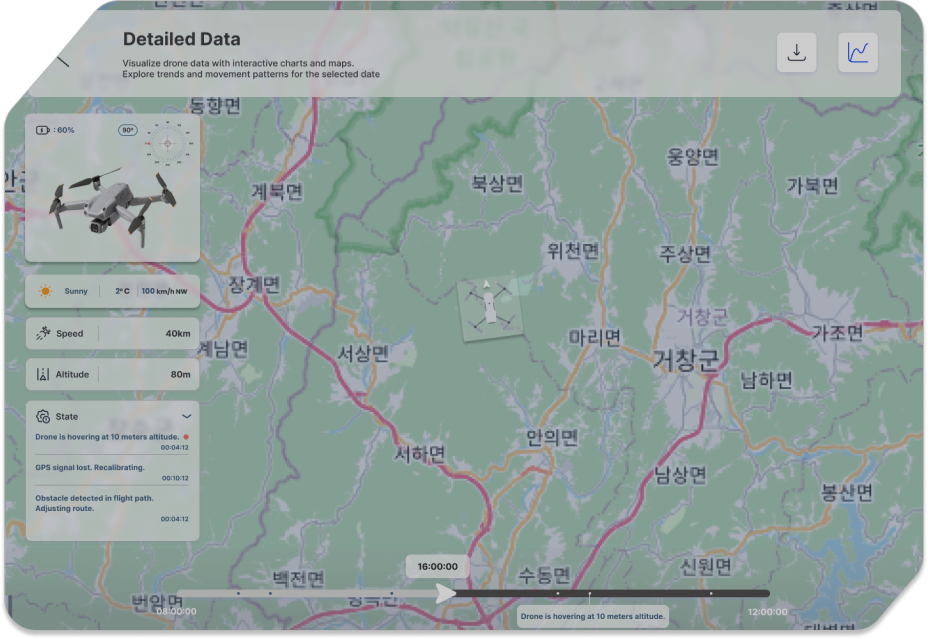 Detailed Data
Visualize drone data with interactive charts and maps.
Explore trends and movement patterns for the selected date
동향면
: 60%
90°
계북면
북상면
웅양면
가북면
위천면
주상면
Sunny
2° C
100 km/h NW
장계면
Speed
40km
계남면
서상면
마리면
거창군
거창군
가조면
남하면
Altitude
80m
State
Drone is hovering at 10 meters altitude.
00:04:12
GPS signal lost. Recalibrating.
00:10:12
Obstacle detected in flight path.
Adjusting route.
00:04:12
안의면
서하면
남상면
봉산면
16:00:00
백전면
수동면
신원면
번암면
08:00:00
Drone is hovering at 10 meters altitude.
12:00:00